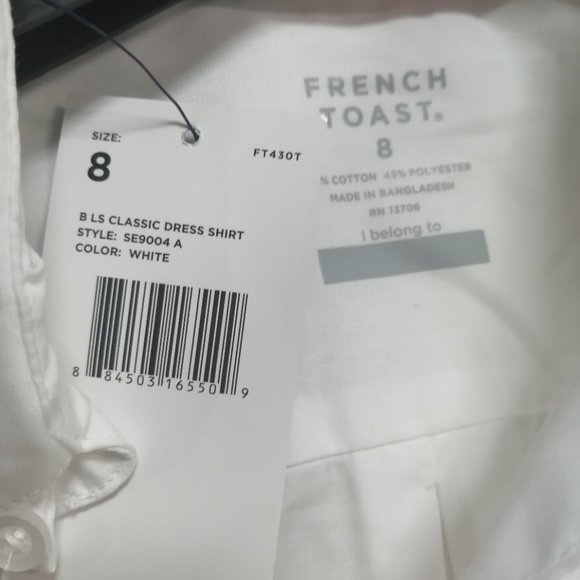 SIZE:
8
FT430T
B LS CLASSIC DRESS SHIRT
STYLE: SE9004 A
COLOR: WHITE
8 84503 16550 9
FRENCH
TOAST®
8
% COTTON 45% POLYESTER
MADE IN BANGLADESH
RN 13706
I belong to